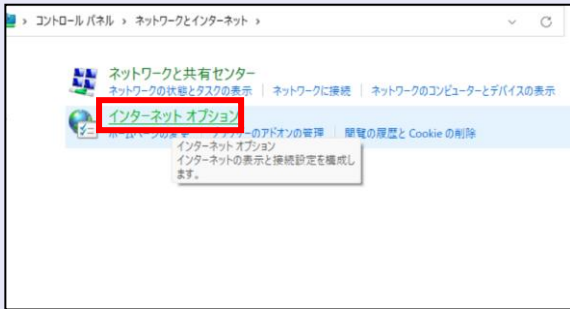 › コントロール パネル › ネットワークとインターネット ›
ネットワークと共有センター
ネットワークの状態とタスクの表示 | ネットワークに接続 | ネットワークのコンピューターとデバイスの表示
インターネット オプション
のアドオンの管理 | 閲覧の履歴と Cookie の削除
インターネット オプション
インターネットの表示と接続設定を構成し
ます。